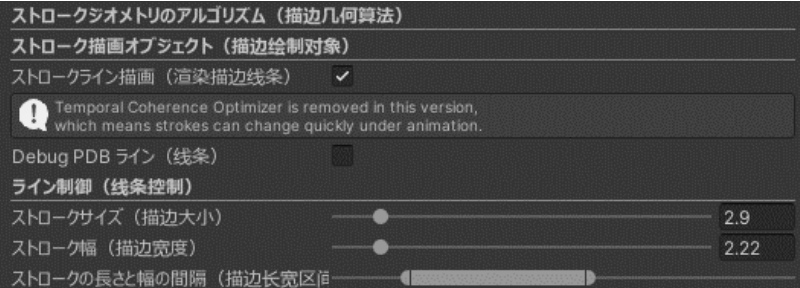 ストロークジオメトリのアルゴリズム（描边几何算法）
ストローク描画オブジェクト（描边绘制对象）
ストロークライン描画（渲染描边线条）
Temporal Coherence Optimizer is removed in this version,
which means strokes can change quickly under animation.
Debug PDB ライン（线条）
ライン制御（线条控制）
ストロークサイズ（描边大小） 2.9
ストローク幅（描边宽度） 2.22
ストロークの長さと幅の間隔（描边长宽区间